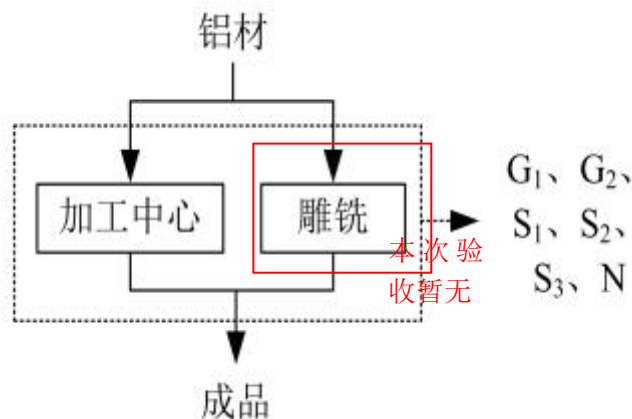 铝材
加工中心
雕铣
G₁、G₂、
S₁、S₂、
S₃、N
本次验
收暂无
成品